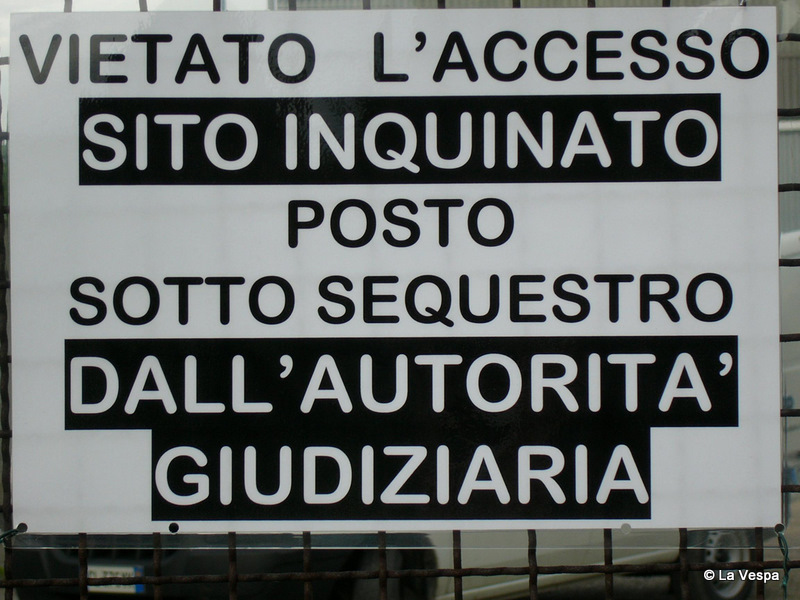 VIETATO L'ACCESSO
SITO INQUINATO
POSTO
SOTTO SEQUESTRO
DALL'AUTORITA'
GIUDIZIARIA
© La Vespa